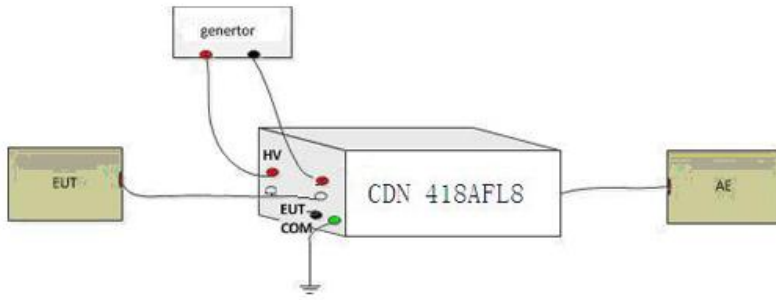 genertor
HV
EUT
CDN 418AFL8
AE
EUT
COM